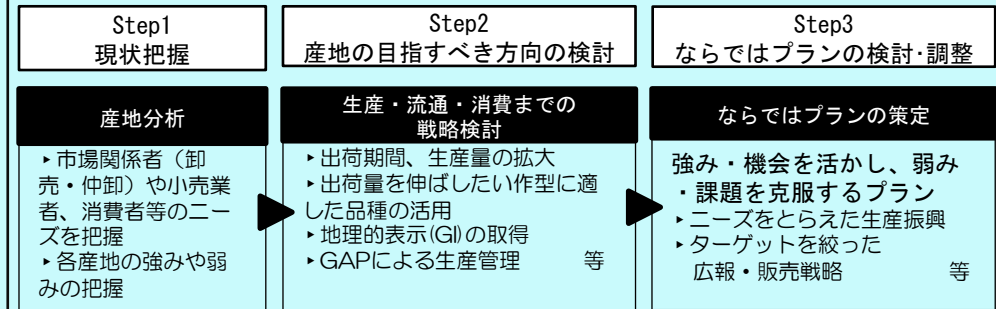 Step1
現状把握
産地分析
▸市場関係者（卸
売・仲卸）や小売業
者、消費者等のニー
ズを把握
▸各産地の強みや弱
みの把握
Step2
産地の目指すべき方向の検討
生産・流通・消費までの
戦略検討
▸出荷期間、生産量の拡大
▸出荷量を伸ばしたい作型に適
した品種の活用
▸地理的表示(GI)の取得
▸GAPによる生産管理　　　等
Step3
ならではプランの検討･調整
ならではプランの策定
強み・機会を活かし、弱み
・課題を克服するプラン
▸ニーズをとらえた生産振興
▸ターゲットを絞った
広報・販売戦略　　　　　等